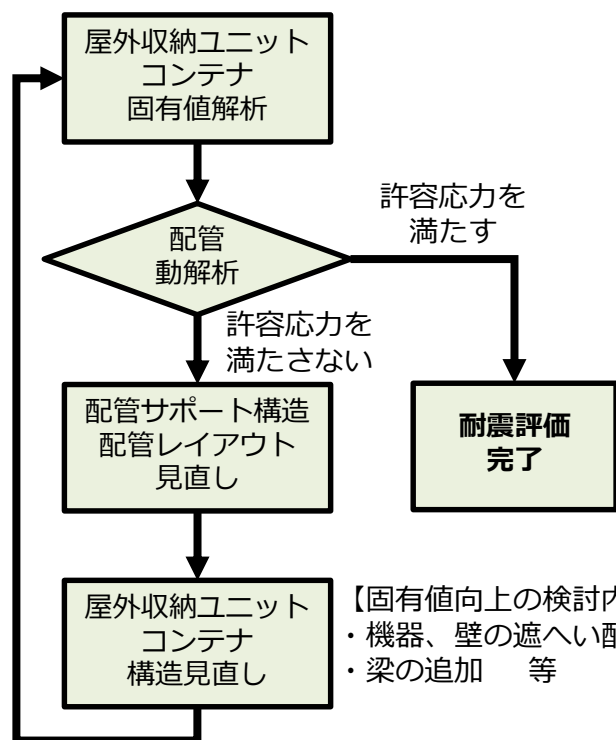 屋外収納ユニット
コンテナ
固有値解析
配管
動解析
許容応力を
満たす
許容応力を
満たさない
配管サポート構造
配管レイアウト
見直し
耐震評価
完了
屋外収納ユニット
コンテナ
構造見直し
【固有値向上の検討内
・機器、壁の遮へい配
・梁の追加　等